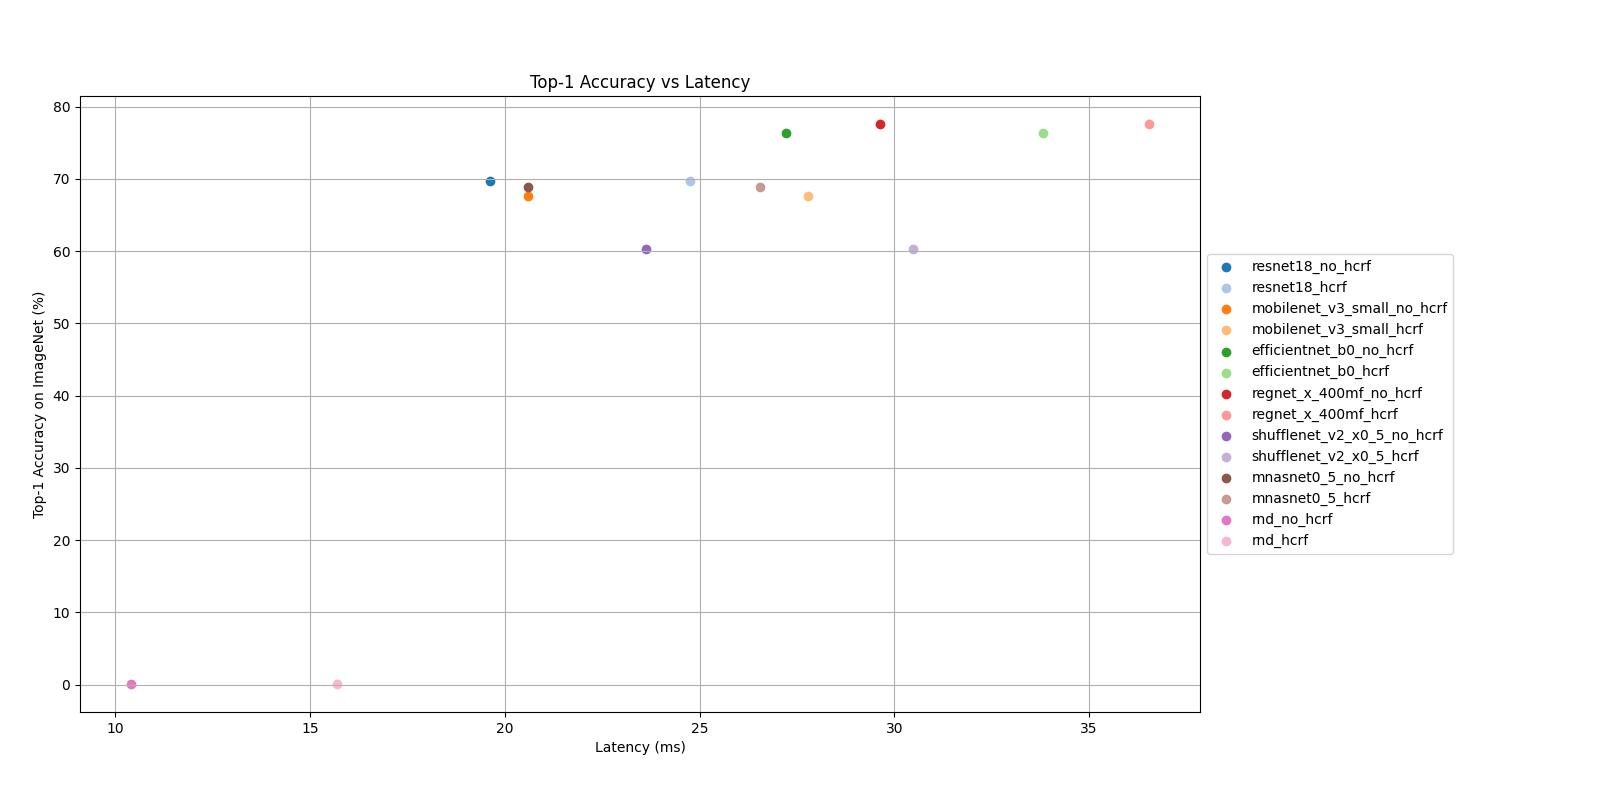 Top-1 Accuracy vs Latency
Top-1 Accuracy on ImageNet (%)
80
70
60
50
40
30
20
10
0
10 15 20 25 30 35
Latency (ms)
resnet18_no_hcrf
resnet18_hcrf
mobilenet_v3_small_no_hcrf
mobilenet_v3_small_hcrf
efficientnet_b0_no_hcrf
efficientnet_b0_hcrf
regnet_x_400mf_no_hcrf
regnet_x_400mf_hcrf
shufflenet_v2_x0_5_no_hcrf
shufflenet_v2_x0_5_hcrf
mnasnet0_5_no_hcrf
mnasnet0_5_hcrf
rnd_no_hcrf
rnd_hcrf